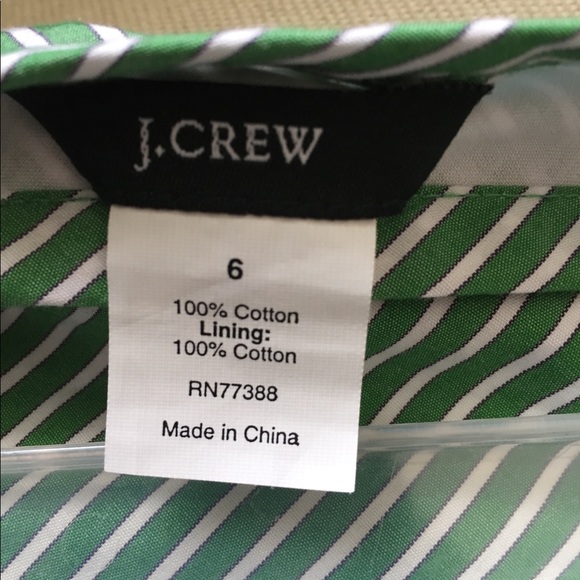 J.CREW
6
100% Cotton
Lining:
100% Cotton
RN77388
Made in China